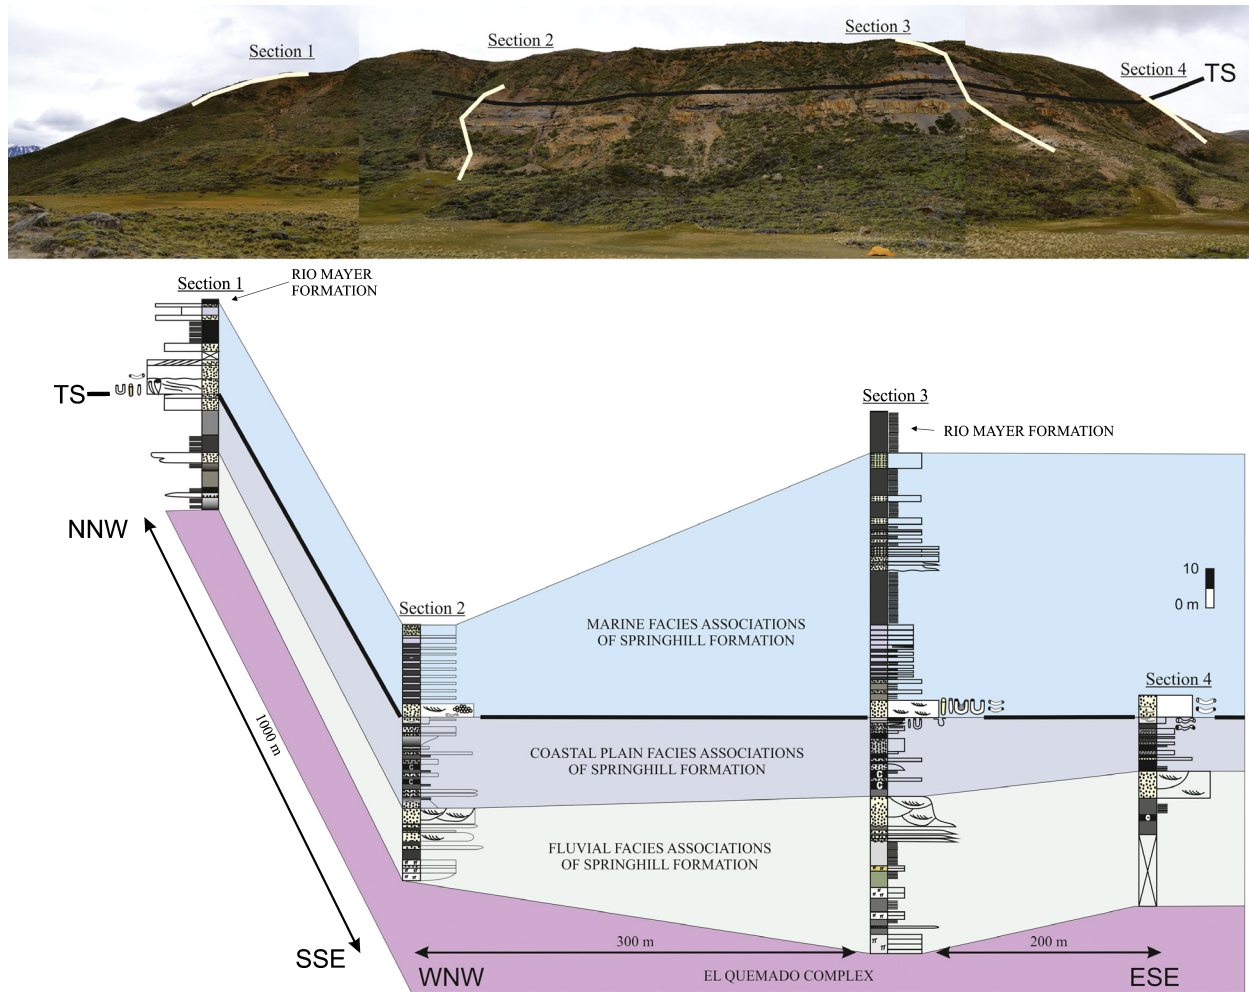 Section 1
Section 2
Section 3
Section 4
TS
Section 1
RIO MAYER
FORMATION
TS
NNW
Section 3
RIO MAYER FORMATION
10
0 m
Section 2
MARINE FACIES ASSOCIATIONS
OF SPRINGHILL FORMATION
Section 4
1000 m
COASTAL PLAIN FACIES ASSOCIATIONS
OF SPRINGHILL FORMATION
C
C
C
C
C
FLUVIAL FACIES ASSOCIATIONS
OF SPRINGHILL FORMATION
SSE
300 m
200 m
WNW
EL QUEMADO COMPLEX
ESE